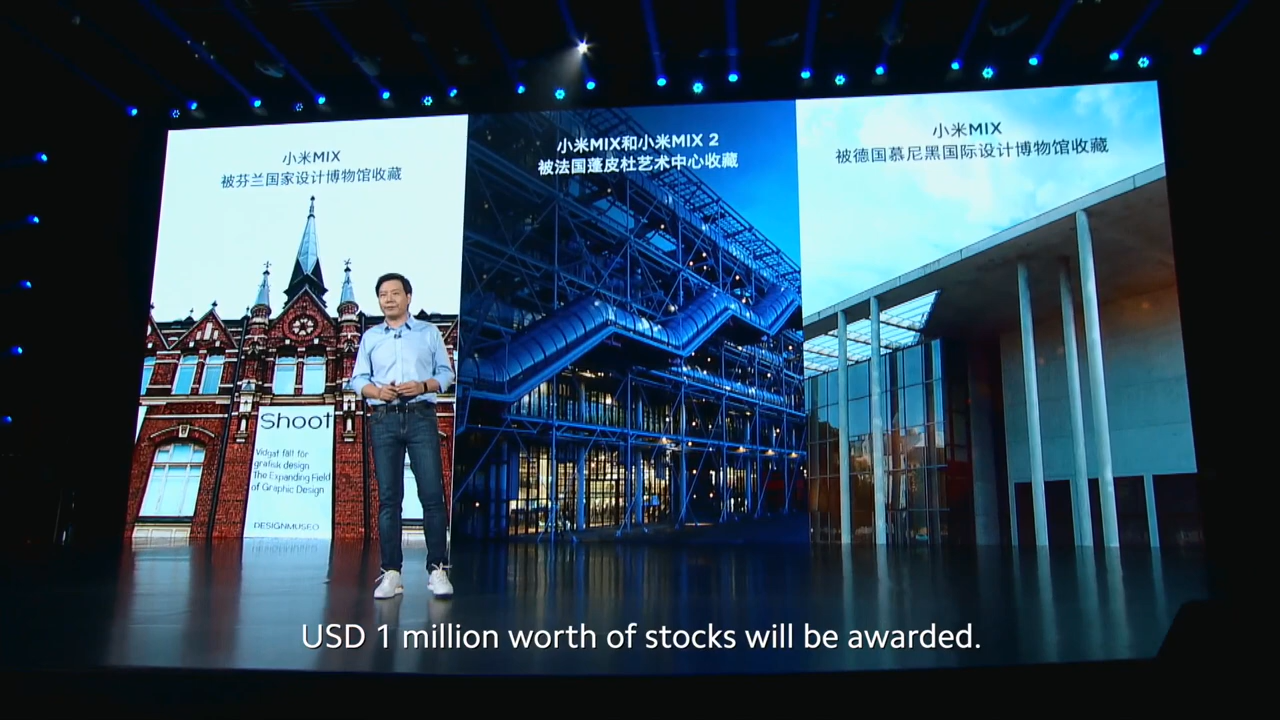 小米MIX
被芬兰国家设计博物馆收藏
小米MIX和小米MIX 2
被法国蓬皮杜艺术中心收藏
小米MIX
被德国慕尼黑国际设计博物馆收藏
Shoot
Vidgat fält för
grafisk design
The Expanding Field
of Graphic Design
DESIGNMUSEO
USD 1 million worth of stocks will be awarded.